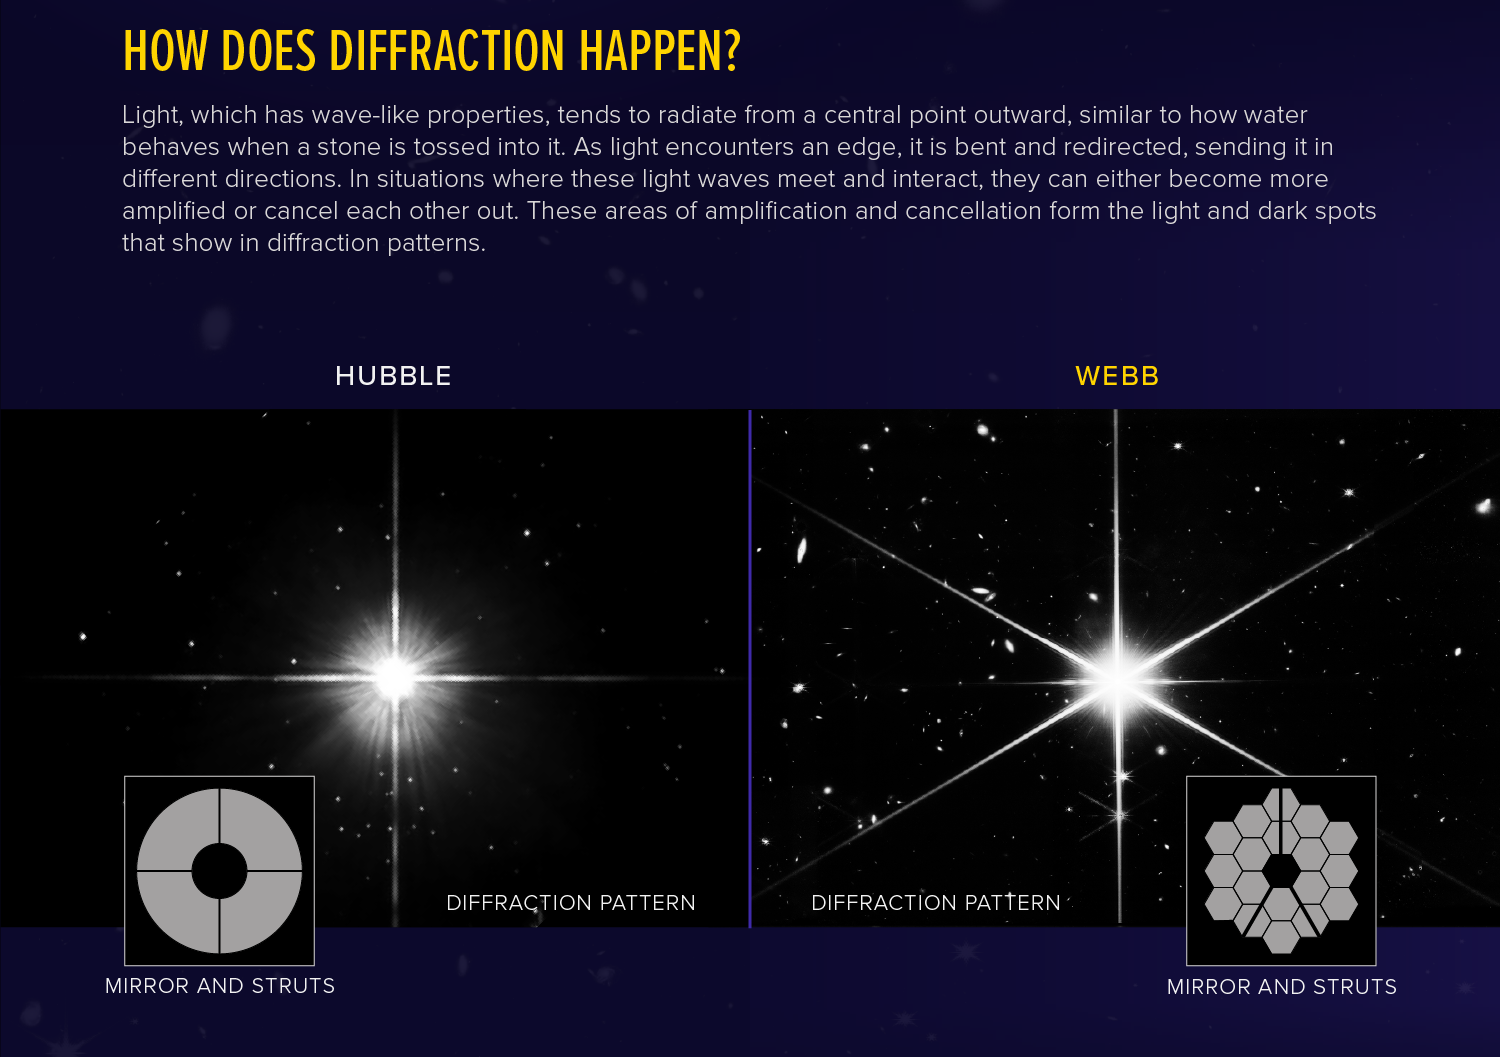 HOW DOES DIFFRACTION HAPPEN?
Light, which has wave-like properties, tends to radiate from a central point outward, similar to how water
behaves when a stone is tossed into it. As light encounters an edge, it is bent and redirected, sending it in
different directions. In situations where these light waves meet and interact, they can either become more
amplified or cancel each other out. These areas of amplification and cancellation form the light and dark spots
that show in diffraction patterns.
HUBBLE
WEBB
DIFFRACTION PATTERN
DIFFRACTION PATTERN
MIRROR AND STRUTS
MIRROR AND STRUTS